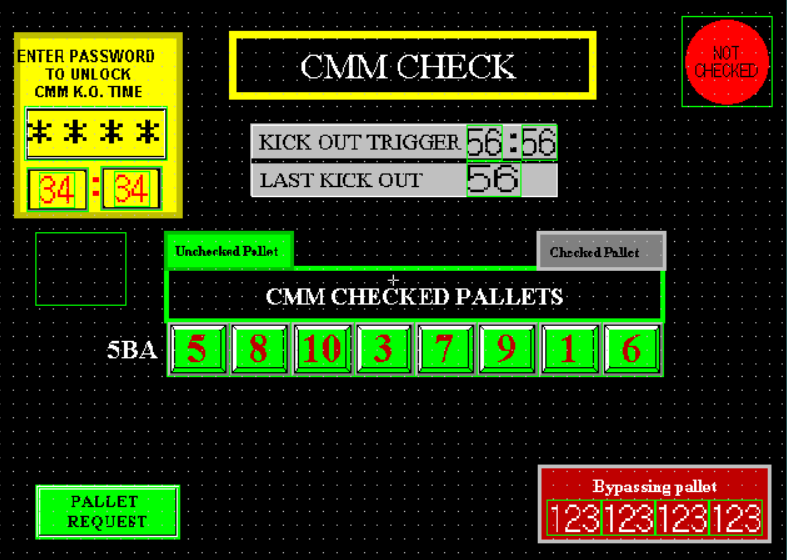 ENTER PASSWORD
TO UNLOCK
CMM K.O. TIME
* * * *
34 : 34
CMM CHECK
NOT
CHECKED
KICK OUT TRIGGER 56:56
LAST KICK OUT 56
Unchecked Pallet
Checked Pallet
CMM CHECKED PALLETS
5BA 5 8 10 3 7 9 1 6
PALLET
REQUEST
Bypassing pallet
123 123 123 123